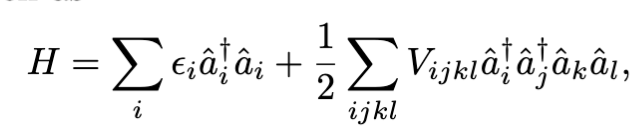 H = \sum_{i} \epsilon_i \hat{a}_i^\dagger \hat{a}_i + \frac{1}{2} \sum_{ijkl} V_{ijkl} \hat{a}_i^\dagger \hat{a}_j^\dagger \hat{a}_k \hat{a}_l,